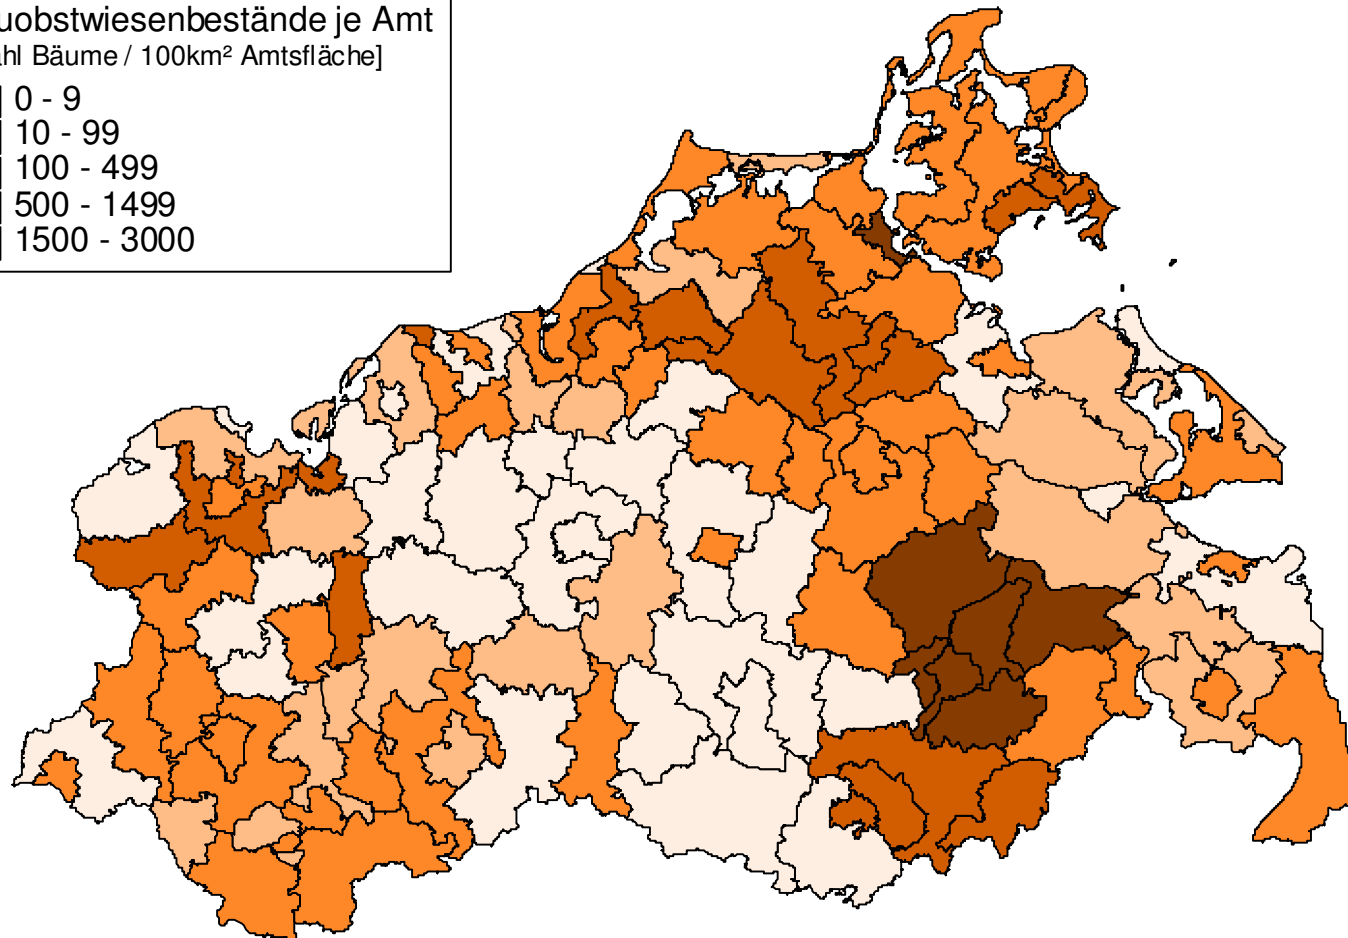 uobstwiesenbestände je Amt
hl Bäume / 100km² Amtsfläche]
0 - 9
10 - 99
100 - 499
500 - 1499
1500 - 3000